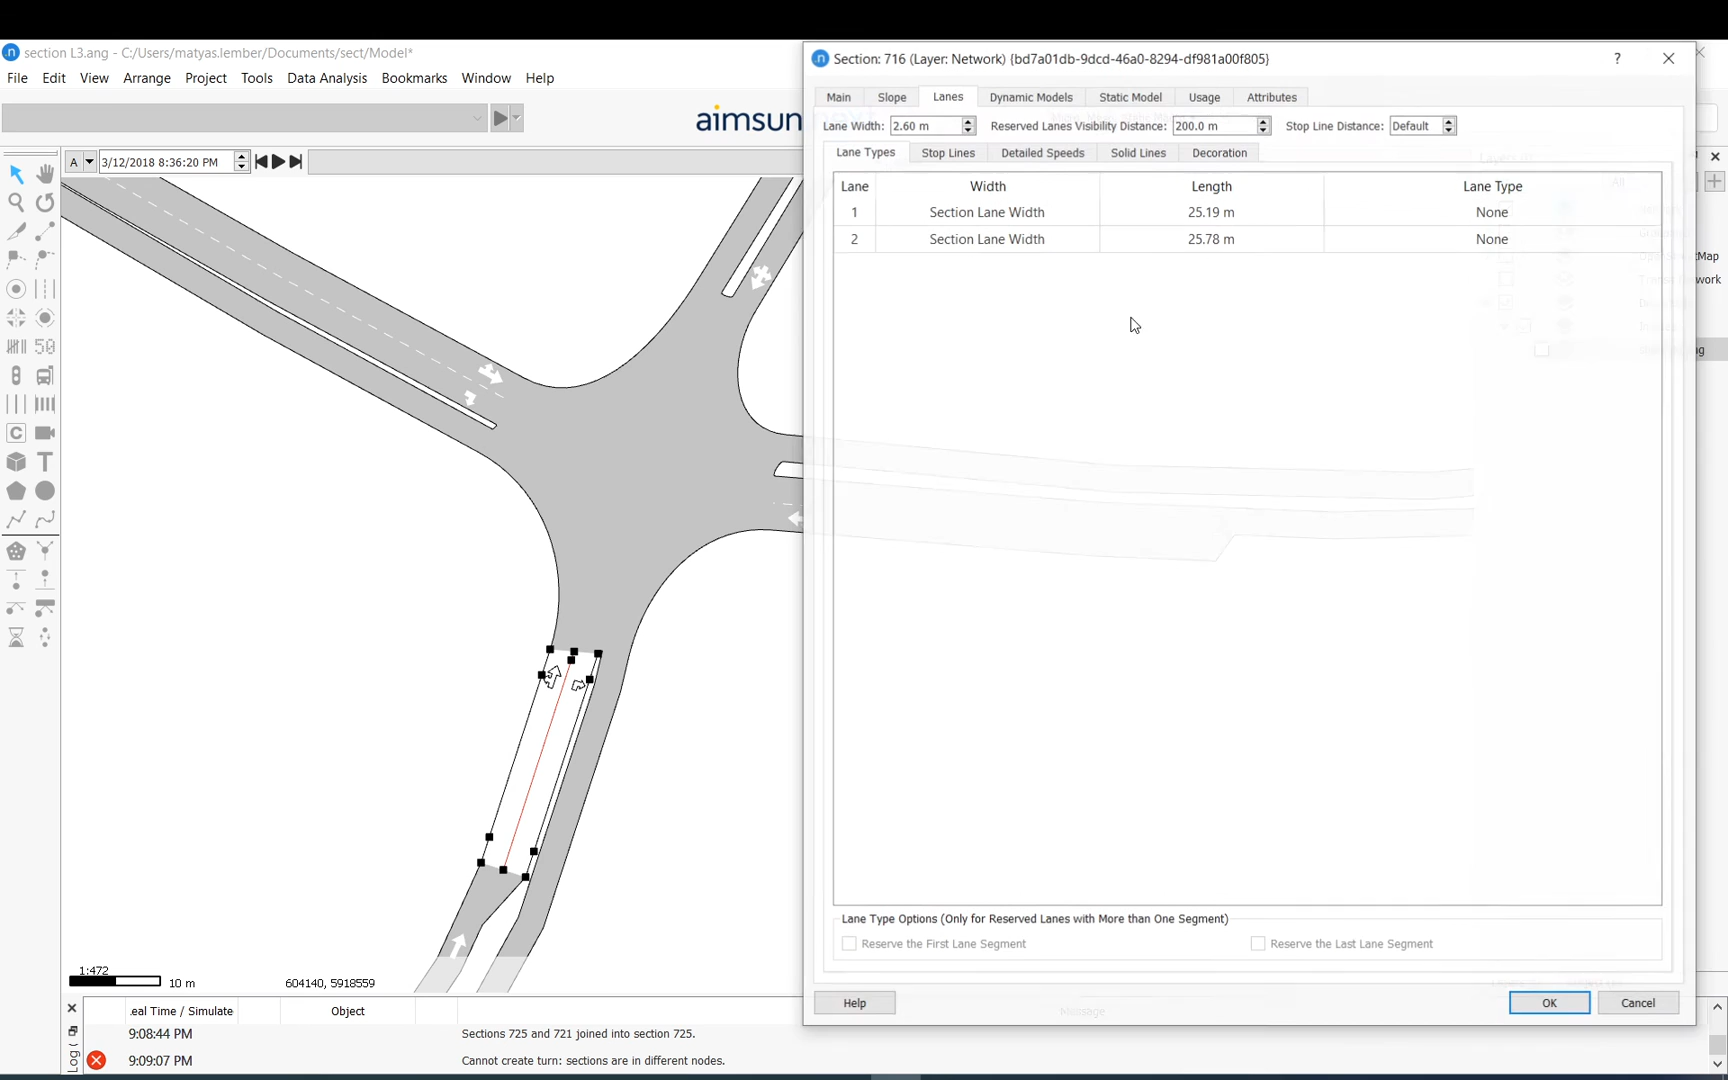 section L3.ang - C:/Users/matyas.lember/Documents/sect/Model*
File Edit View Arrange Project Tools Data Analysis Bookmarks Window Help
aimsun
A 3/12/2018 8:36:20 PM
Section: 716 (Layer: Network) {bd7a01db-9dcd-46a0-8294-df981a00f805}
?
Main Slope Lanes Dynamic Models Static Model Usage Attributes
Lane Width: 2.60 m Reserved Lanes Visibility Distance: 200.0 m Stop Line Distance: Default
Lane Types Stop Lines Detailed Speeds Solid Lines Decoration
Lane Width Length Lane Type
1 Section Lane Width 25.19 m None
2 Section Lane Width 25.78 m None
All
Map
work
ng
50
C
T
Lane Type Options (Only for Reserved Lanes with More than One Segment)
Reserve the First Lane Segment Reserve the Last Lane Segment
Help OK Cancel
1:472
10 m
604140, 5918559
Log (
.eal Time / Simulate Object Message
9:08:44 PM Sections 725 and 721 joined into section 725.
9:09:07 PM Cannot create turn: sections are in different nodes.